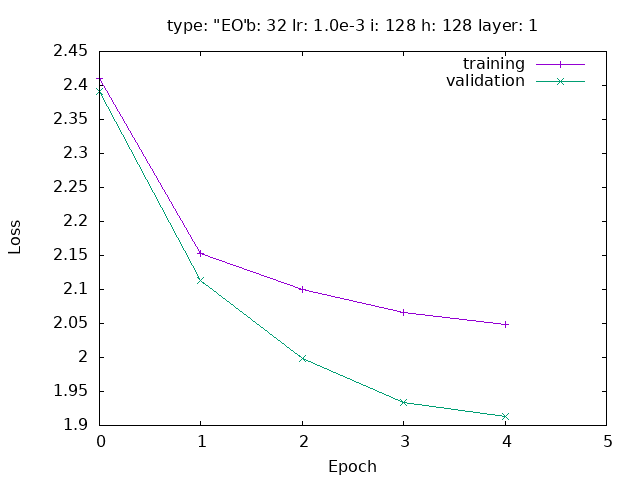 type: "EO'b: 32 lr: 1.0e-3 i: 128 h: 128 layer: 1
training
validation
2.45
2.4
2.35
2.3
2.25
2.2
2.15
2.1
2.05
2
1.95
1.9
Loss
0 1 2 3 4 5
Epoch